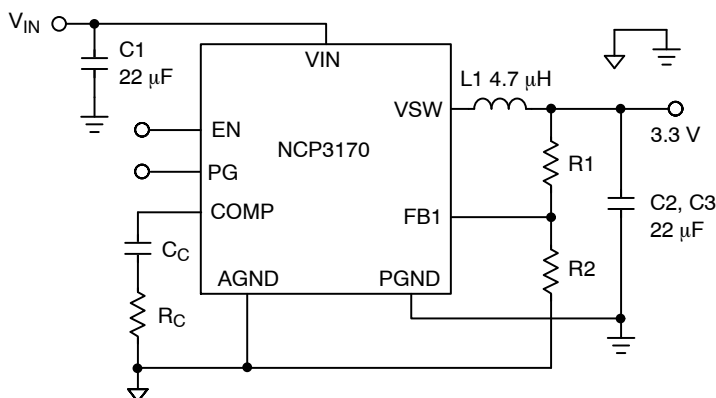 VIN
C1
22 μF
VIN
L1 4.7 μH
VSW
3.3 V
EN
NCP3170
PG
R1
COMP
FB1
C2, C3
22 μF
CC
R2
AGND
PGND
RC